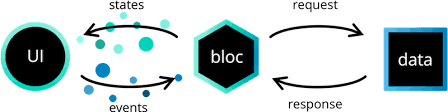 states
request
UI
bloc
data
events
response